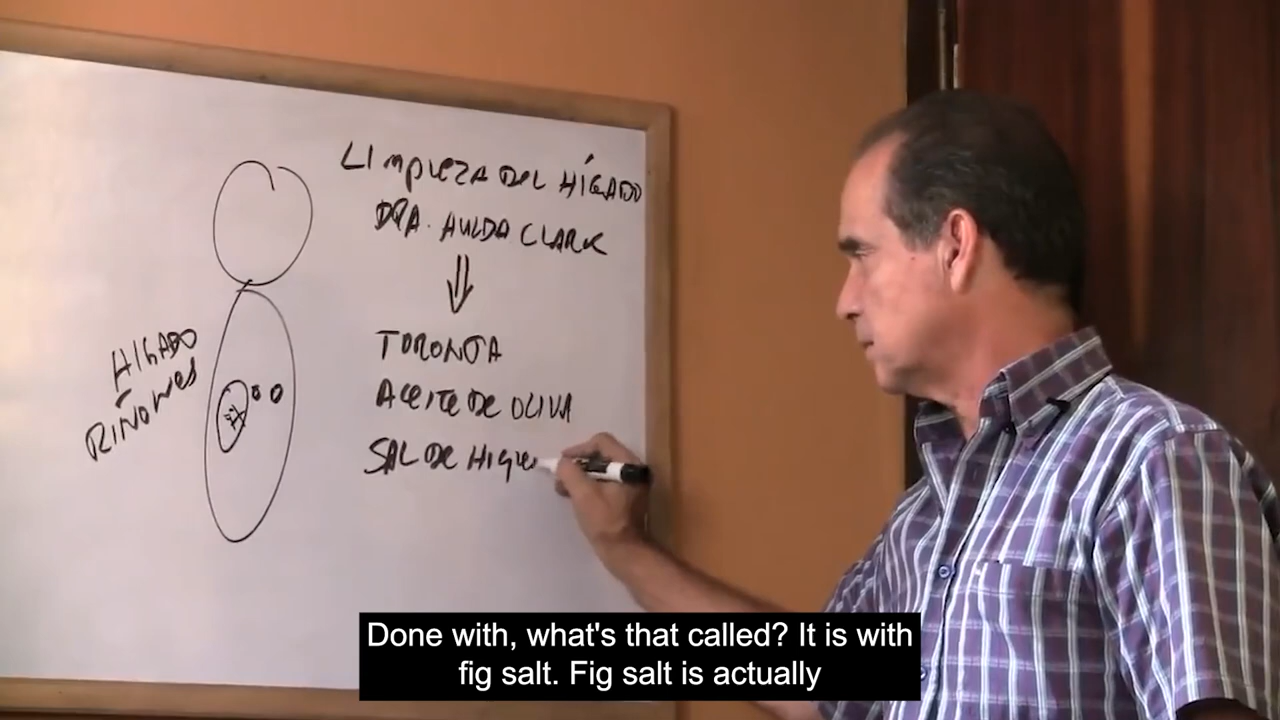 LIMPIEZA DEL HÍGADO
DRA. HULDA CLARK
TORONJA
ACEITE DE OLIVA
SAL DE HIGUE
HÍGADO
RIÑONES
Done with, what's that called? It is with
fig salt. Fig salt is actually